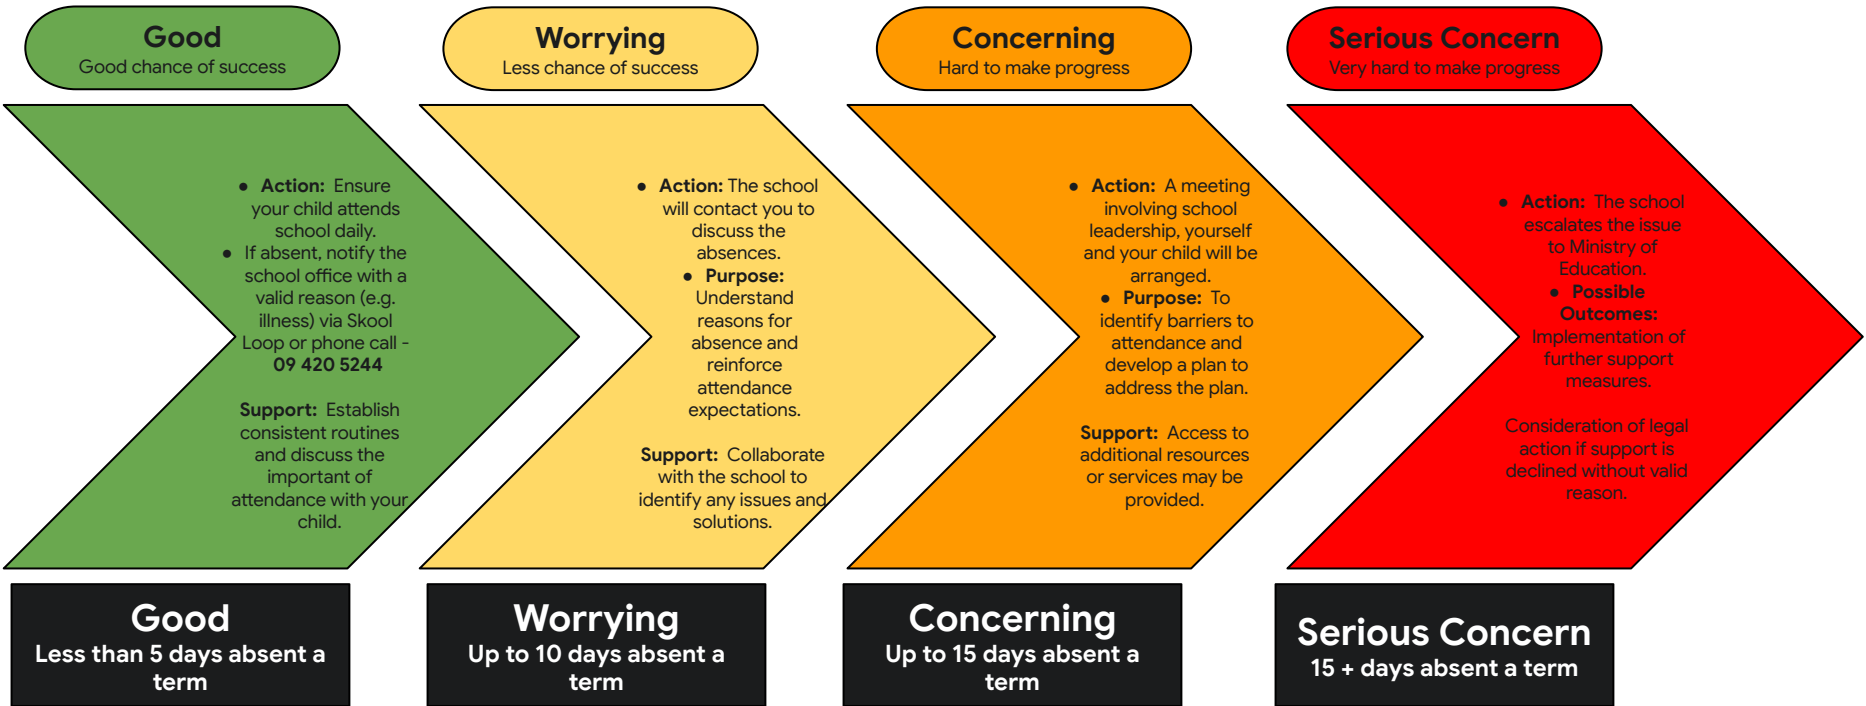 Good
Good chance of success
Worrying
Less chance of success
Concerning
Hard to make progress
Serious Concern
Very hard to make progress
● Action: Ensure
your child attends
school daily.
● If absent, notify the
school office with a
valid reason (e.g.
illness) via Skool
Loop or phone call -
09 420 5244
Support: Establish
consistent routines
and discuss the
important of
attendance with your
child.
● Action: The school
will contact you to
discuss the
absences.
● Purpose:
Understand
reasons for
absence and
reinforce
attendance
expectations.
Support: Collaborate
with the school to
identify any issues and
solutions.
● Action: A meeting
involving school
leadership, yourself
and your child will be
arranged.
● Purpose: To
identify barriers to
attendance and
develop a plan to
address the plan.
Support: Access to
additional resources
or services may be
provided.
● Action: The school
escalates the issue
to Ministry of
Education.
● Possible
Outcomes:
Implementation of
further support
measures.
Consideration of legal
action if support is
declined without valid
reason.
Good
Less than 5 days absent a
term
Worrying
Up to 10 days absent a
term
Concerning
Up to 15 days absent a
term
Serious Concern
15 + days absent a term